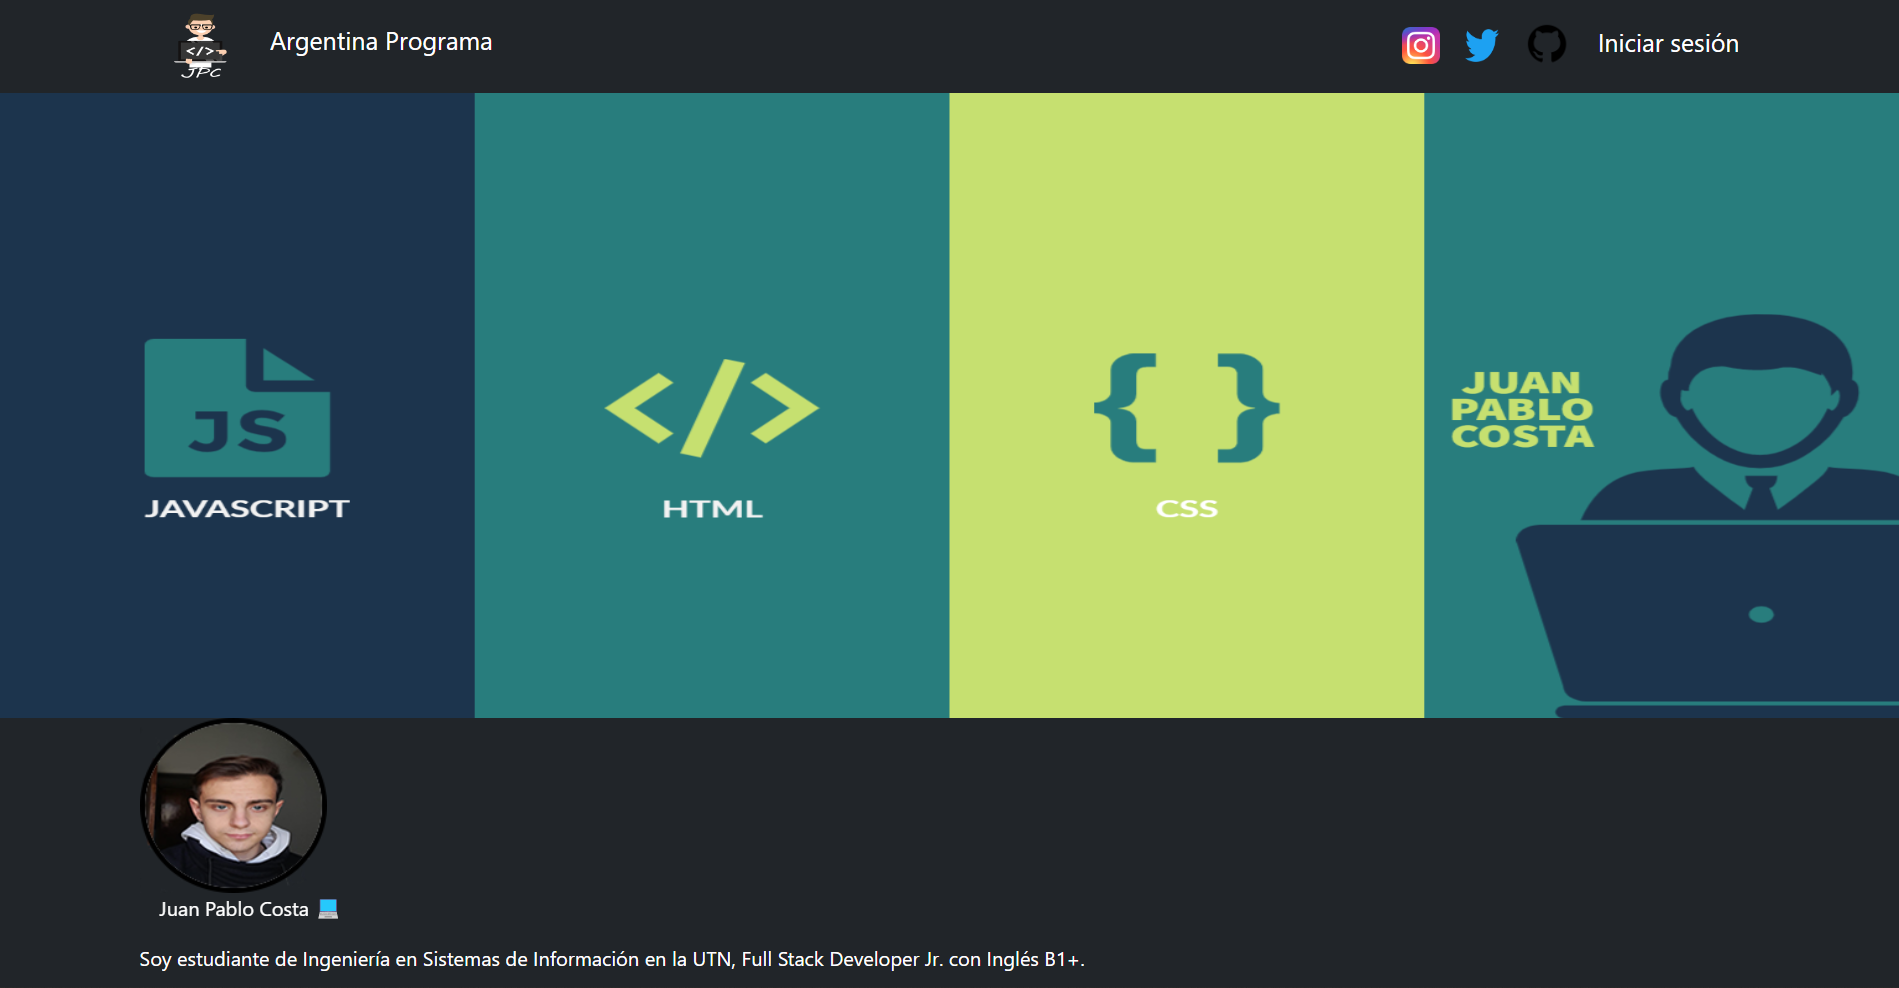 </>
JPC
Argentina Programa
Iniciar sesión
JS
JAVASCRIPT
</>
HTML
{ }
CSS
JUAN
PABLO
COSTA
Juan Pablo Costa
Soy estudiante de Ingeniería en Sistemas de Información en la UTN, Full Stack Developer Jr. con Inglés B1+.